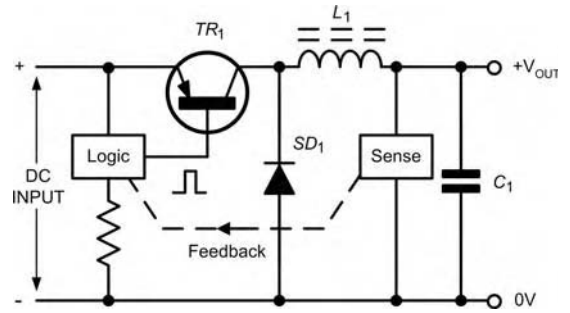 TR1
L1
+
+VOUT
Logic
SD1
Sense
C1
DC
INPUT
Feedback
-
0V